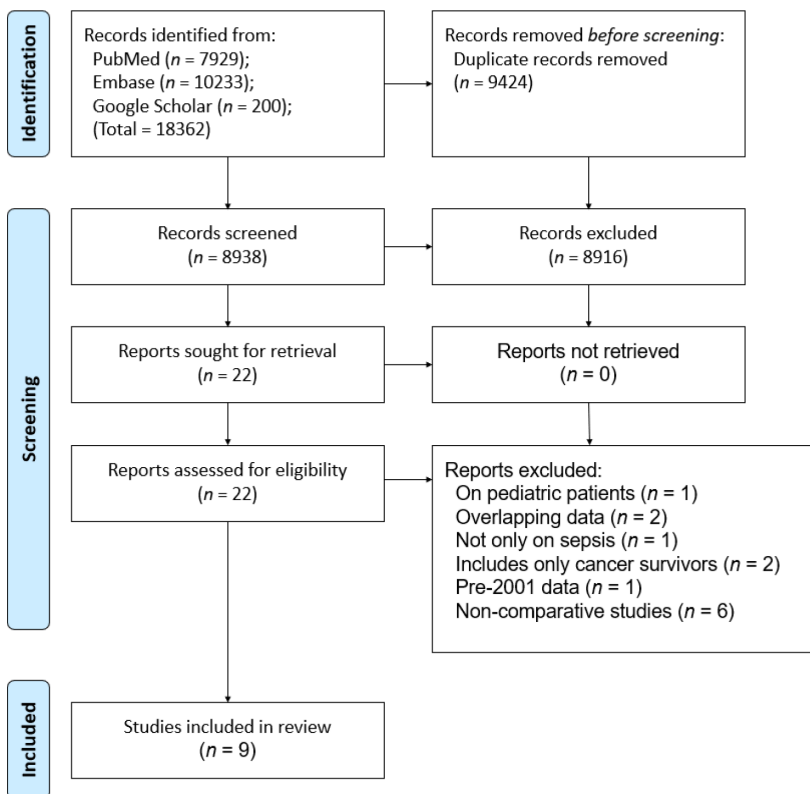 Identification
Records identified from:
PubMed (n = 7929);
Embase (n = 10233);
Google Scholar (n = 200);
(Total = 18362)
Records removed before screening:
Duplicate records removed
(n = 9424)
Screening
Records screened
(n = 8938)
Records excluded
(n = 8916)
Reports sought for retrieval
(n = 22)
Reports not retrieved
(n = 0)
Reports assessed for eligibility
(n = 22)
Reports excluded:
On pediatric patients (n = 1)
Overlapping data (n = 2)
Not only on sepsis (n = 1)
Includes only cancer survivors (n = 2)
Pre-2001 data (n = 1)
Non-comparative studies (n = 6)
Included
Studies included in review
(n = 9)